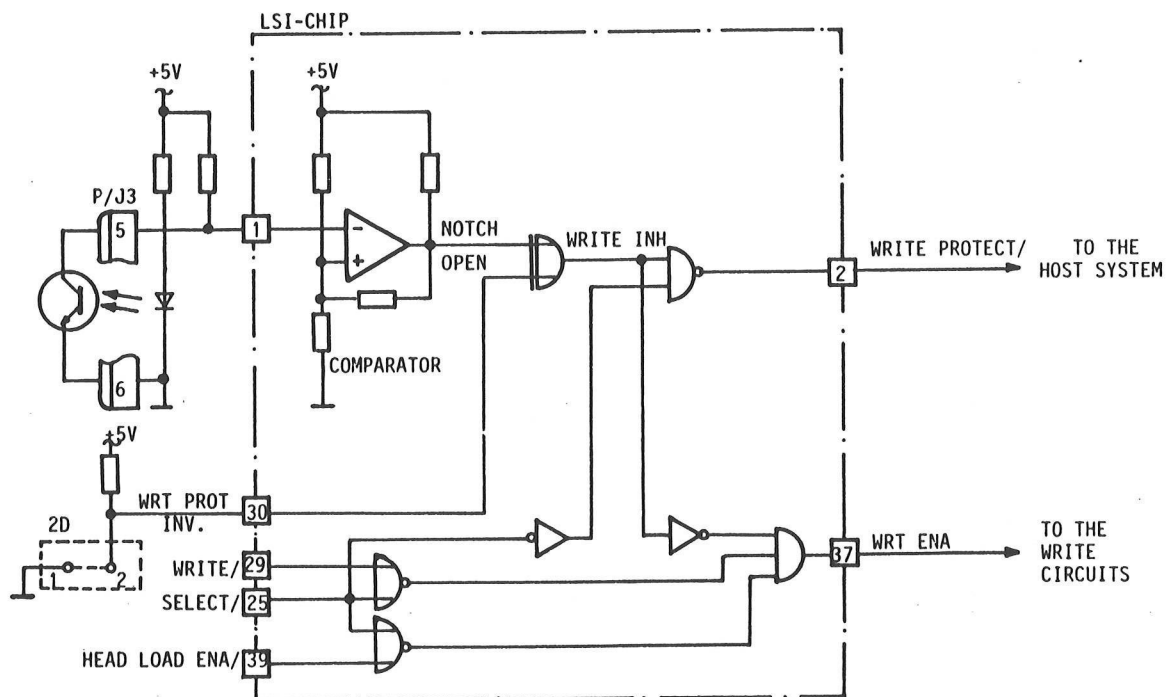 LSI-CHIP
+5V
+5V
P/J3
5
1
-
+
NOTCH
OPEN
WRITE INH
2
WRITE PROTECT/
TO THE
HOST SYSTEM
6
COMPARATOR
+5V
WRT PROT
INV.
30
2D
1
2
WRITE/
29
SELECT/
25
HEAD LOAD ENA/
39
37
WRT ENA
TO THE
WRITE
CIRCUITS